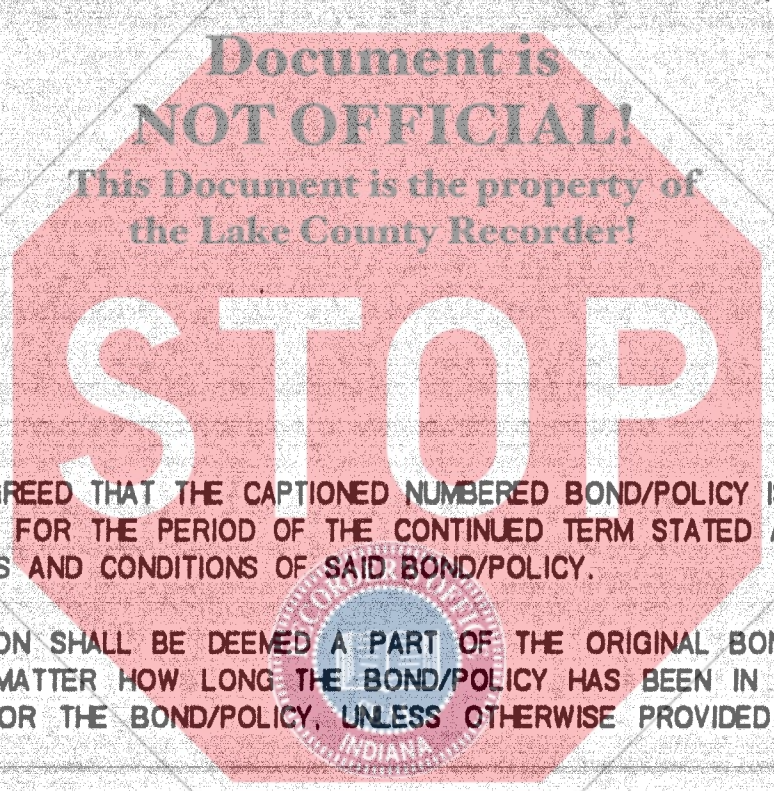 Document is
NOT OFFICIAL!
This Document is the property of
the Lake County Recorder!
STOP
GREED THAT THE CAPTIONED NUMBERED BOND/POLICY I
FOR THE PERIOD OF THE CONTINUED TERM STATED
S AND CONDITIONS OF SAID BOND/POLICY.
ON SHALL BE DEEMED A PART OF THE ORIGINAL BON
MATTER HOW LONG THE BOND/POLICY HAS BEEN IN
OR THE BOND/POLICY, UNLESS OTHERWISE PROVIDED
INDIANA